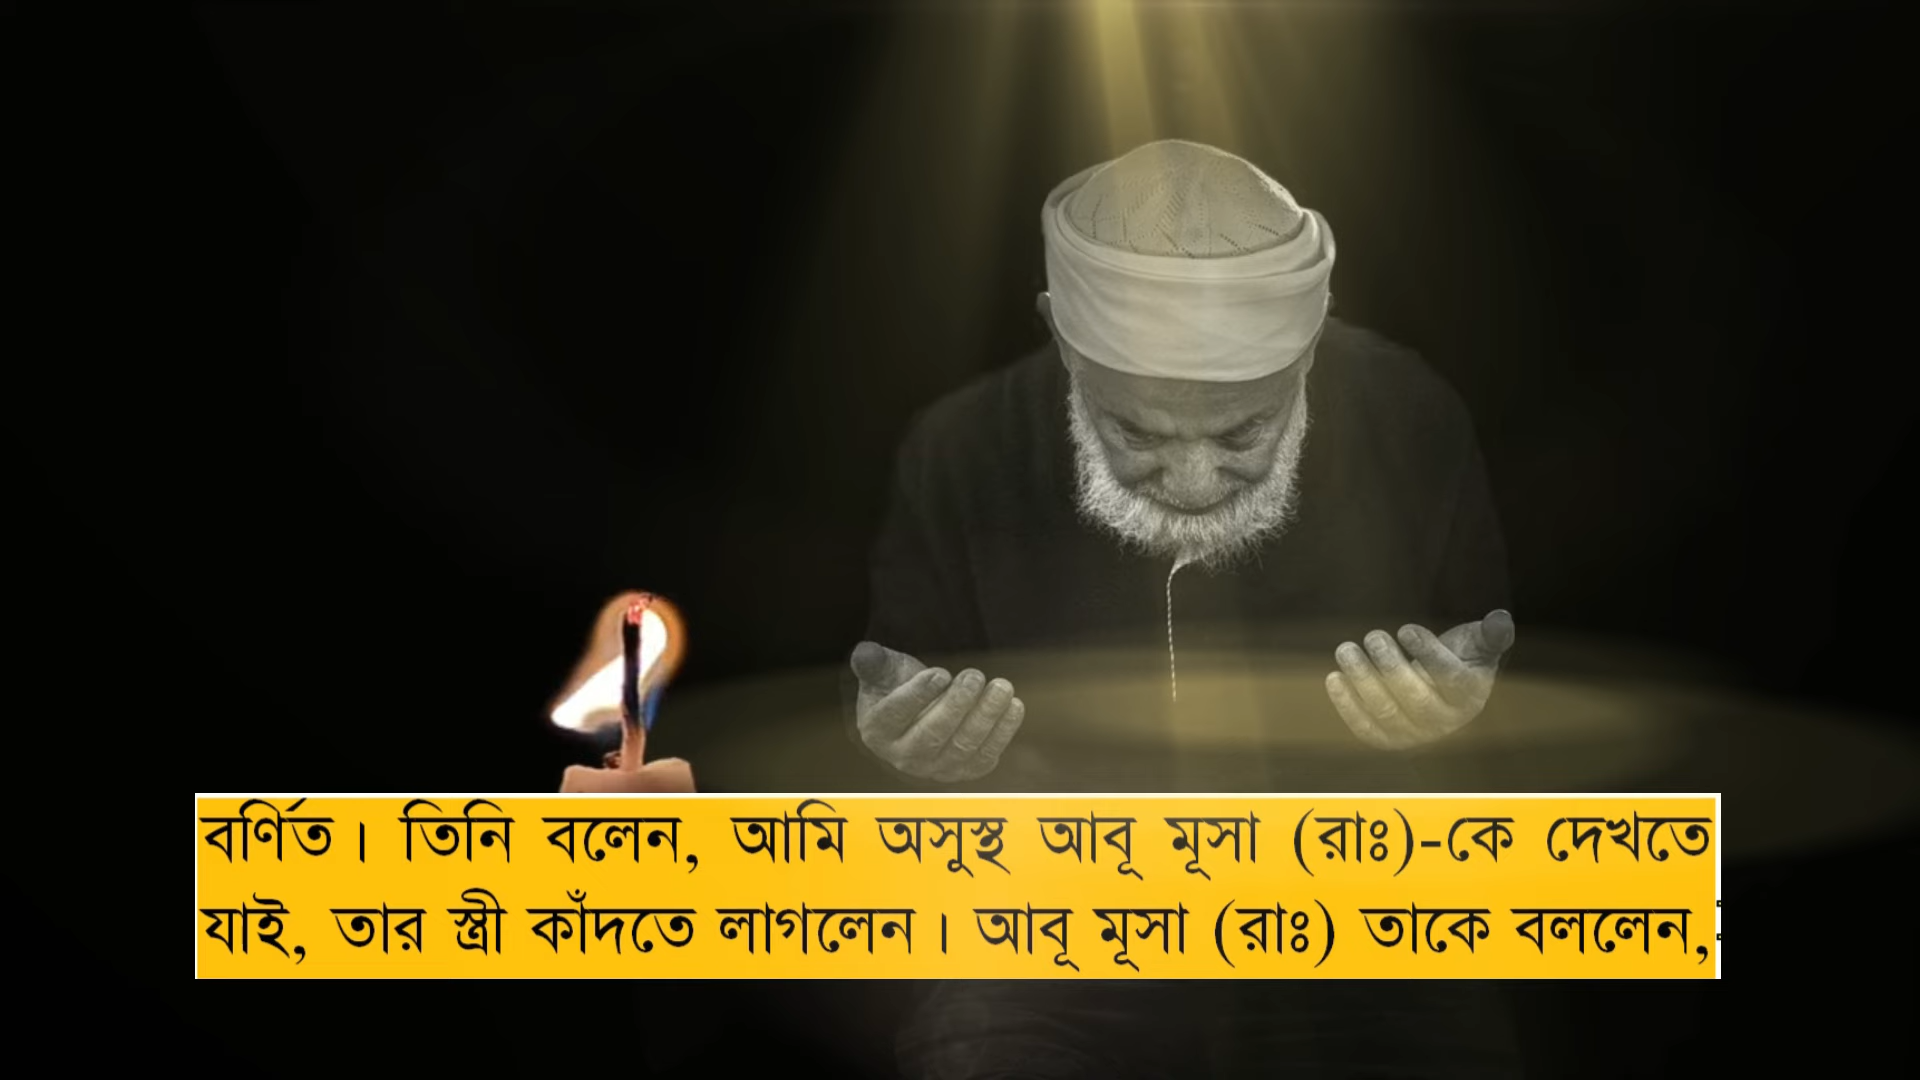 বর্ণিত। তিনি বলেন, আমি অসুস্থ আবূ মূসা (রাঃ)-কে দেখতে
যাই, তার স্ত্রী কাঁদতে লাগলেন। আবূ মূসা (রাঃ) তাকে বললেন,